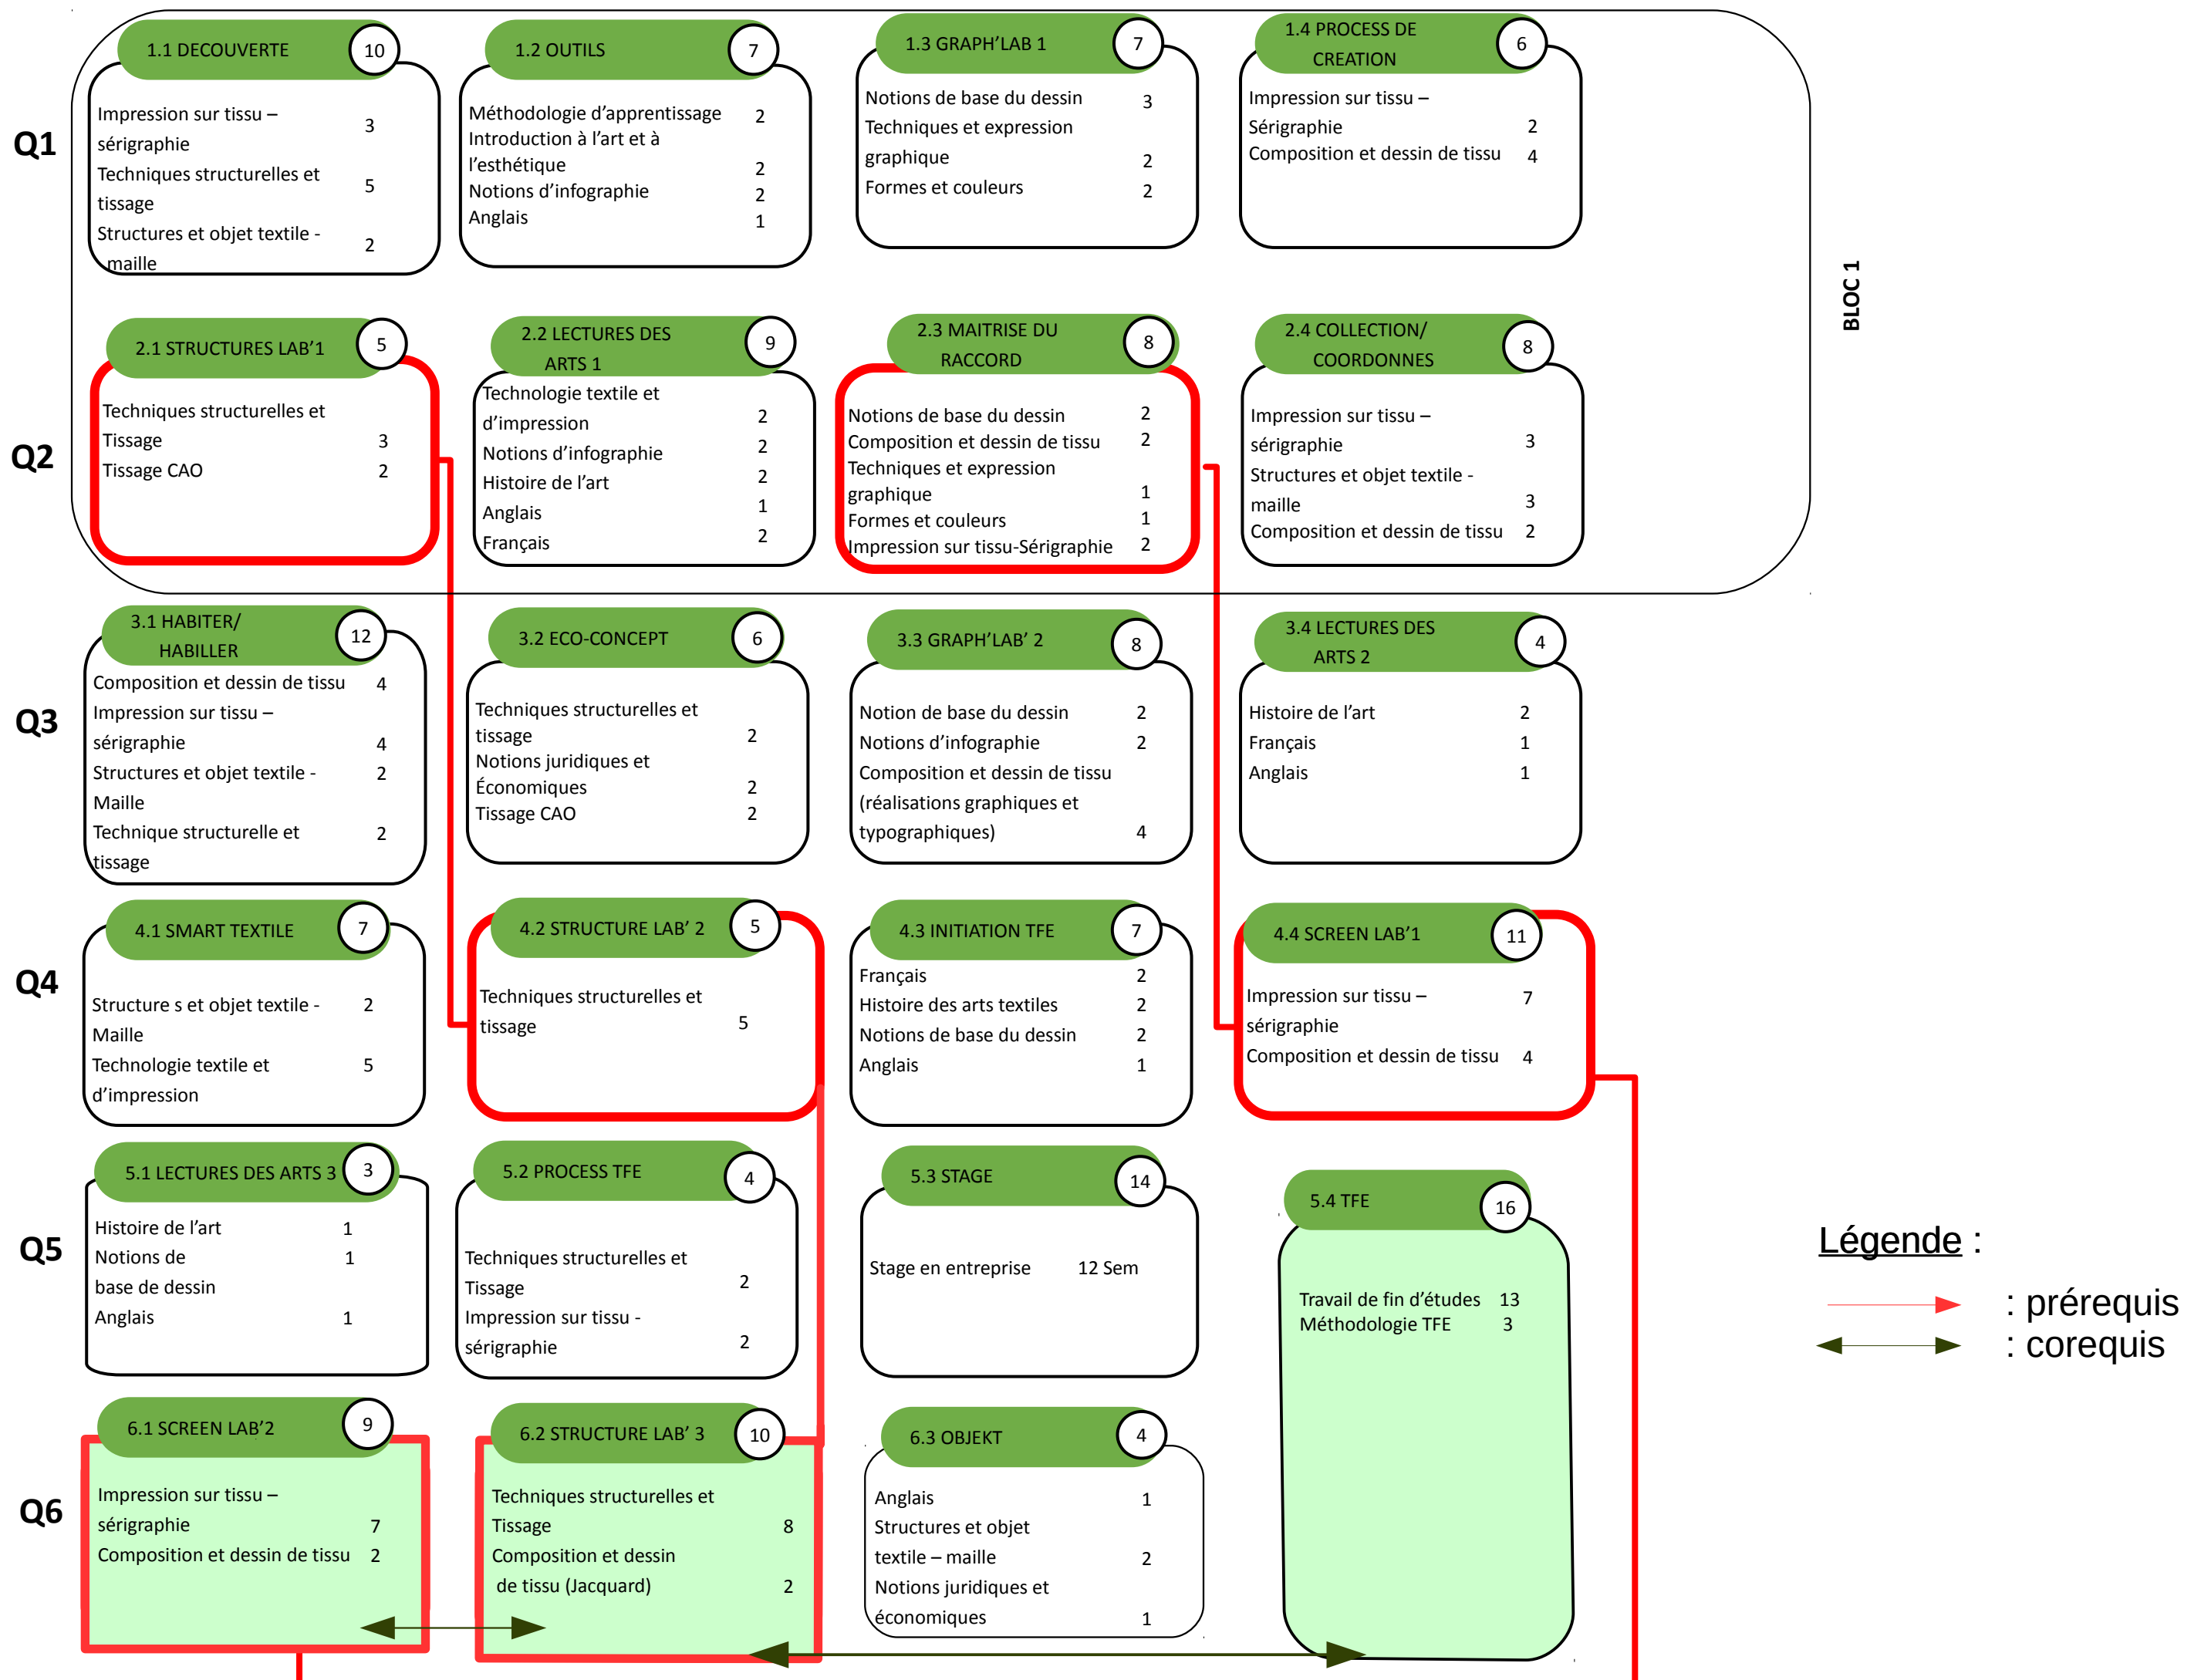 Q1
1.1 DECOUVERTE 10
Impression sur tissu –
sérigraphie 3
Techniques structurelles et
tissage 5
Structures et objet textile -
maille 2
1.2 OUTILS 7
Méthodologie d’apprentissage 2
Introduction à l’art et à
l’esthétique 2
Notions d’infographie 2
Anglais 1
1.3 GRAPH’LAB 1 7
Notions de base du dessin 3
Techniques et expression
graphique 2
Formes et couleurs 2
1.4 PROCESS DE
CREATION 6
Impression sur tissu –
Sérigraphie 2
Composition et dessin de tissu 4
BLOC 1
Q2
2.1 STRUCTURES LAB’1 5
Techniques structurelles et
Tissage 3
Tissage CAO 2
2.2 LECTURES DES
ARTS 1 9
Technologie textile et
d’impression 2
Notions d’infographie 2
Histoire de l’art 2
Anglais 1
Français 2
2.3 MAITRISE DU
RACCORD 8
Notions de base du dessin 2
Composition et dessin de tissu 2
Techniques et expression
graphique 1
Formes et couleurs 1
Impression sur tissu-Sérigraphie 2
2.4 COLLECTION/
COORDONNES 8
Impression sur tissu –
sérigraphie 3
Structures et objet textile -
maille 3
Composition et dessin de tissu 2
Q3
3.1 HABITER/
HABILLER 12
Composition et dessin de tissu 4
Impression sur tissu –
sérigraphie 4
Structures et objet textile - 2
Maille
Technique structurelle et 2
tissage
3.2 ECO-CONCEPT 6
Techniques structurelles et
tissage 2
Notions juridiques et
Économiques 2
Tissage CAO 2
3.3 GRAPH’LAB’ 2 8
Notion de base du dessin 2
Notions d’infographie 2
Composition et dessin de tissu
(réalisations graphiques et
typographiques) 4
3.4 LECTURES DES
ARTS 2 4
Histoire de l’art 2
Français 1
Anglais 1
Q4
4.1 SMART TEXTILE 7
Structure s et objet textile - 2
Maille
Technologie textile et 5
d’impression
4.2 STRUCTURE LAB’ 2 5
Techniques structurelles et
tissage 5
4.3 INITIATION TFE 7
Français 2
Histoire des arts textiles 2
Notions de base du dessin 2
Anglais 1
4.4 SCREEN LAB’1 11
Impression sur tissu – 7
sérigraphie
Composition et dessin de tissu 4
Q5
5.1 LECTURES DES ARTS 3 3
Histoire de l’art 1
Notions de 1
base de dessin
Anglais 1
5.2 PROCESS TFE 4
Techniques structurelles et
Tissage 2
Impression sur tissu -
sérigraphie 2
5.3 STAGE 14
Stage en entreprise 12 Sem
5.4 TFE 16
Travail de fin d’études 13
Méthodologie TFE 3
Légende :
: prérequis
: corequis
Q6
6.1 SCREEN LAB’2 9
Impression sur tissu –
sérigraphie 7
Composition et dessin de tissu 2
6.2 STRUCTURE LAB’ 3 10
Techniques structurelles et
Tissage 8
Composition et dessin
de tissu (Jacquard) 2
6.3 OBJEKT 4
Anglais 1
Structures et objet
textile – maille 2
Notions juridiques et
économiques 1